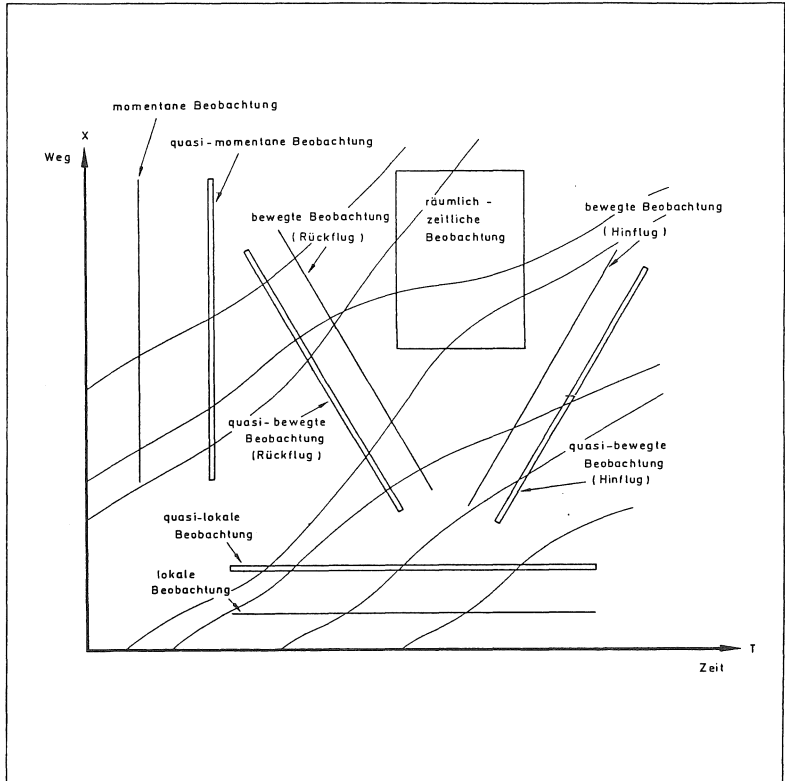 momentane Beobachtung
X
Weg
quasi-momentane Beobachtung
räumlich -
zeitliche
Beobachtung
bewegte Beobachtung
(Rückflug)
bewegte Beobachtung
(Hinflug)
quasi-bewegte
Beobachtung
(Rückflug)
quasi-bewegte
Beobachtung
(Hinflug)
quasi-lokale
Beobachtung
lokale
Beobachtung
T
Zeit